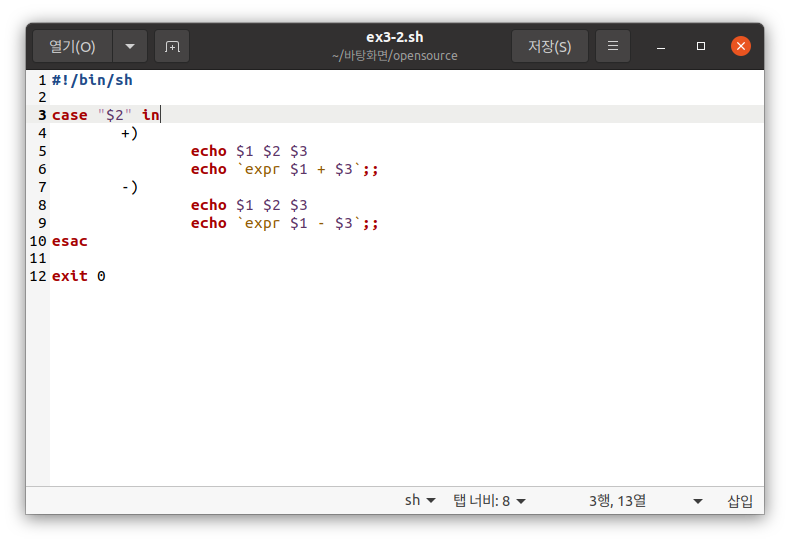 열기(O)
ex3-2.sh
~/바탕화면/opensource
저장(S)
1 #!/bin/sh
2
3 case "$2" in
4 +)
5 echo $1 $2 $3
6 echo `expr $1 + $3`;;
7 -)
8 echo $1 $2 $3
9 echo `expr $1 - $3`;;
10 esac
11
12 exit 0
sh 탭 너비: 8 3행, 13열 삽입